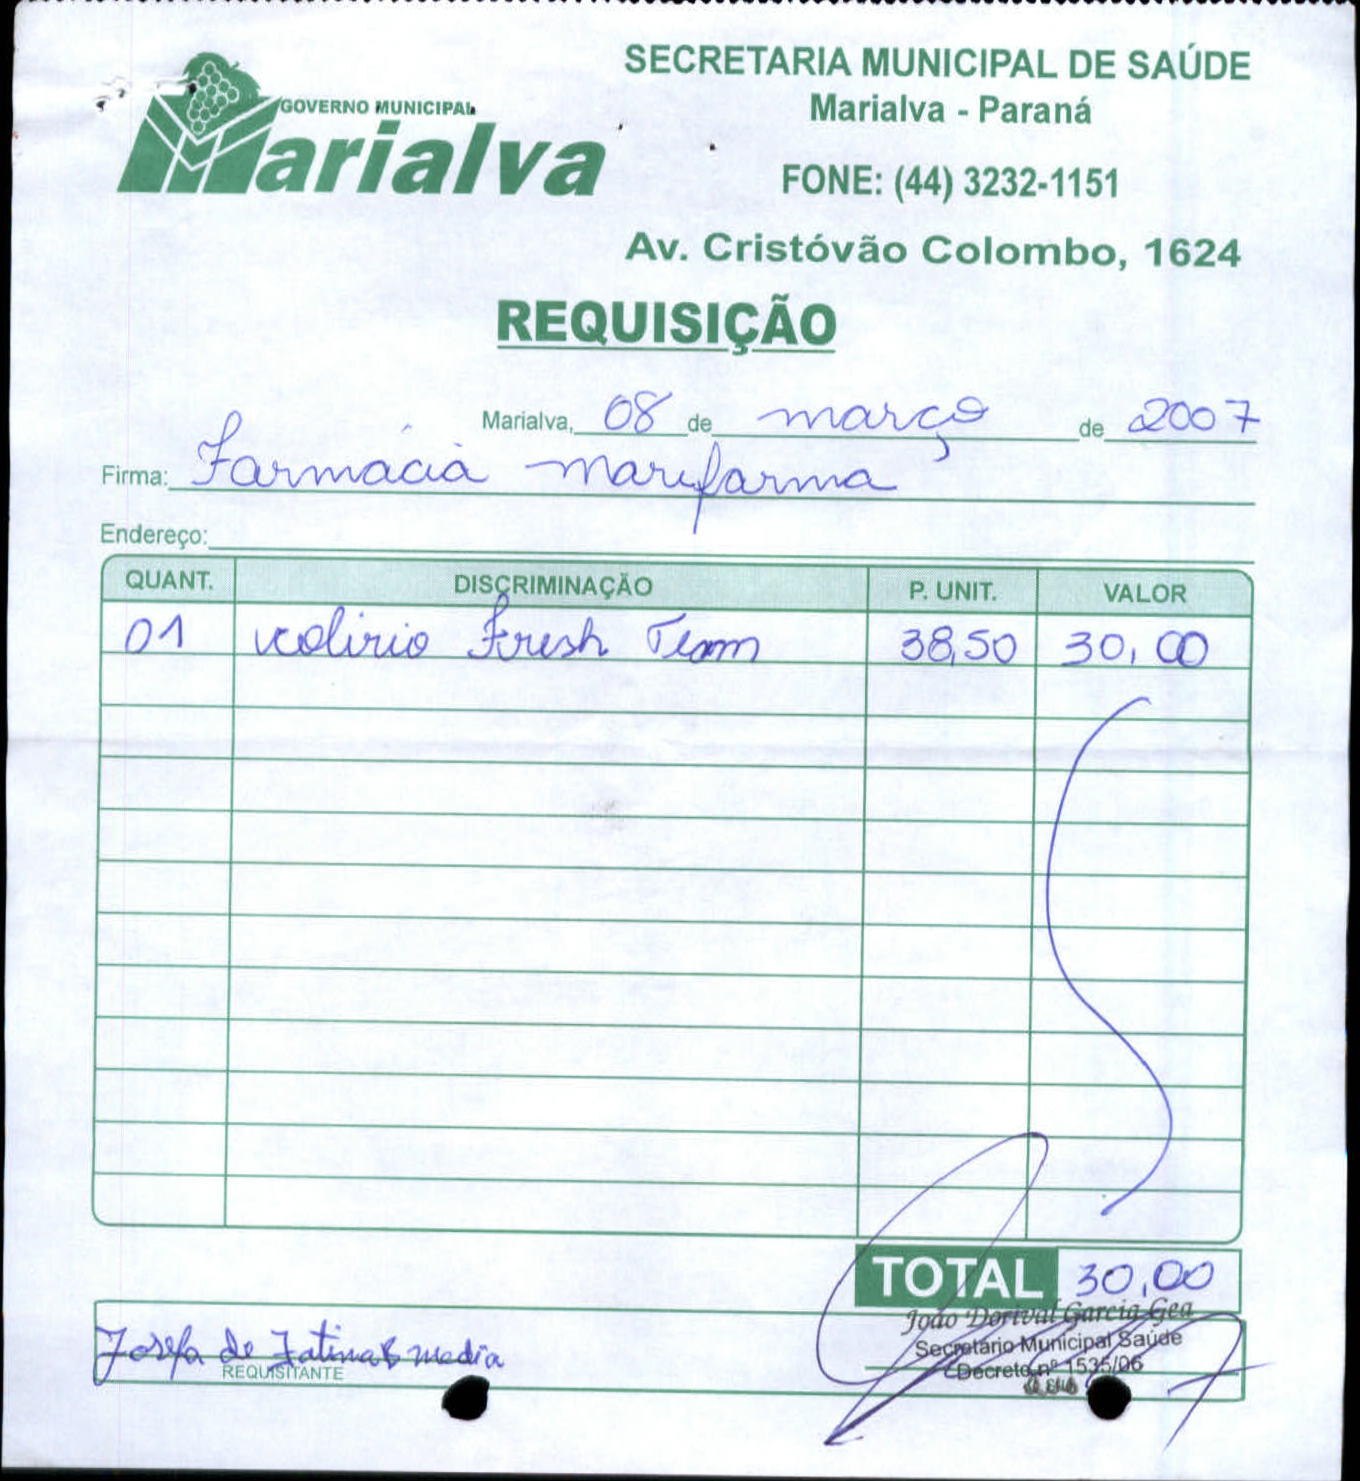 GOVERNO MUNICIPAL
Marialva
SECRETARIA MUNICIPAL DE SAÚDE
Marialva - Paraná
FONE: (44) 3232-1151
Av. Cristóvão Colombo, 1624
REQUISIÇÃO
Marialva, 08 de março de 2007
Firma: Farmácia marifarma
Endereço:
QUANT. DISCRIMINAÇÃO P. UNIT. VALOR
01 colirio Fresh Team 38,50 30,00
TOTAL 30,00
João Dorival Garcia Gea
Secretário Municipal Saúde
Decreto nº 1535/06
Josefa de Fatima media
REQUISITANTE